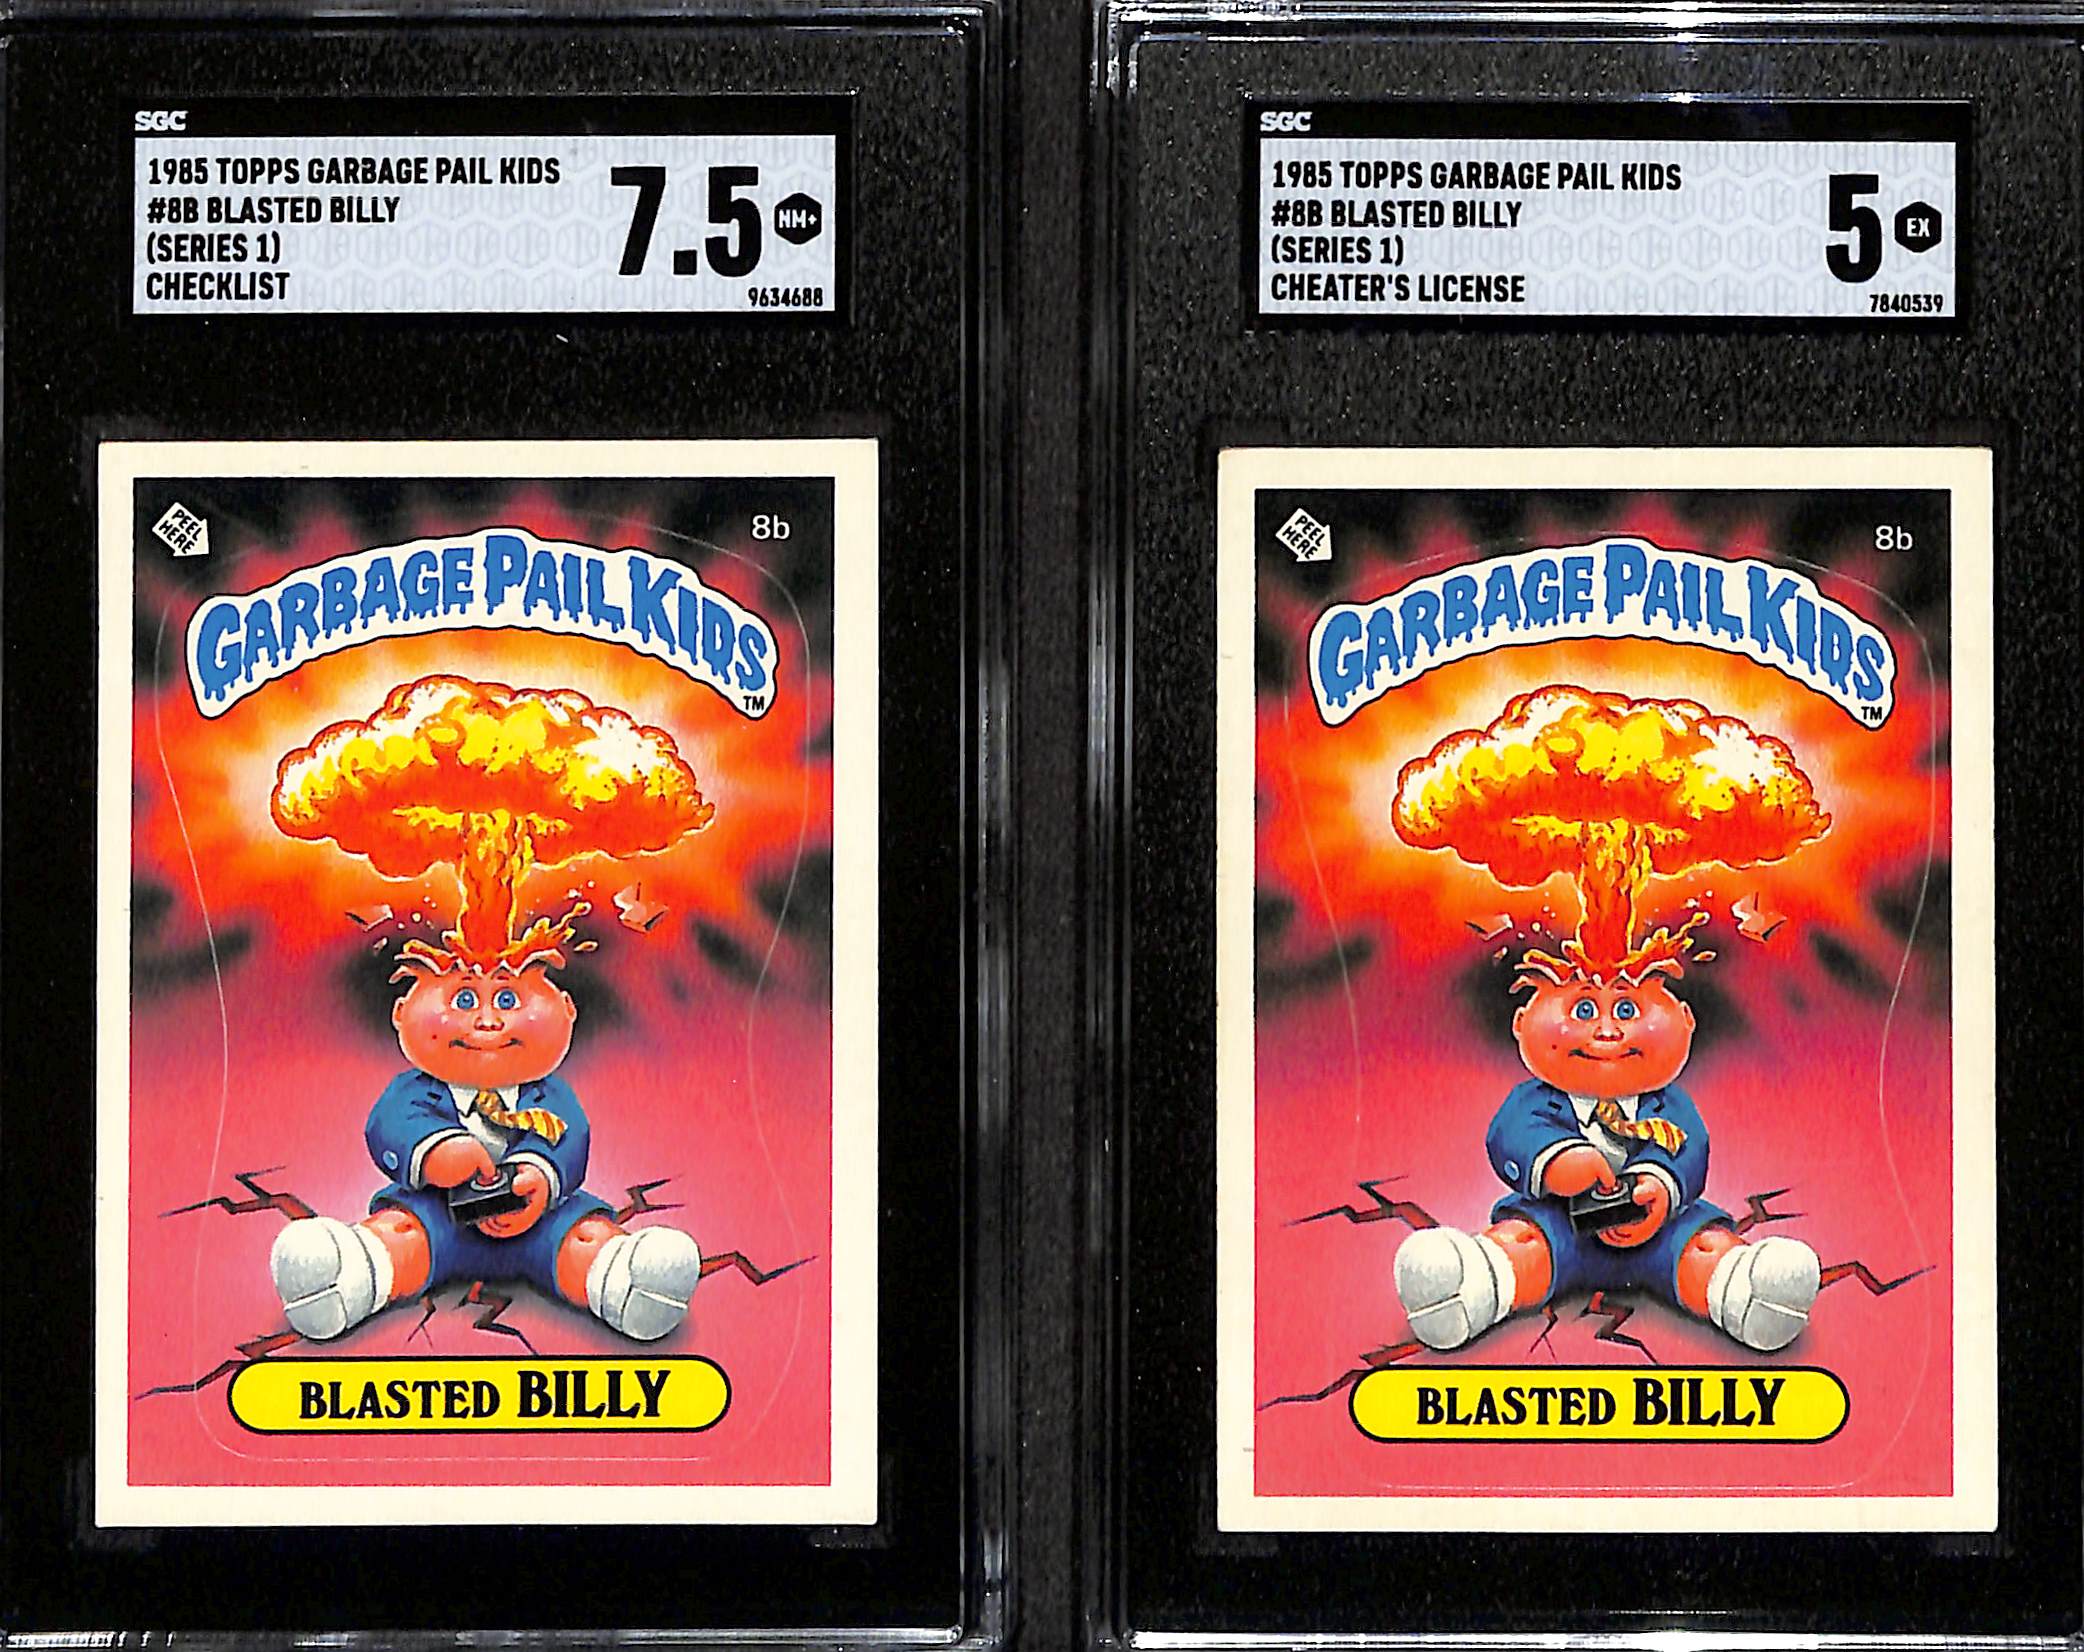 SGC
1985 TOPPS GARBAGE PAIL KIDS
#8B BLASTED BILLY
(SERIES 1)
CHECKLIST
7.5
NM+
9634688
PEEL
HERE
8b
GARBAGE PAIL KIDS
TM
BLASTED BILLY
SGC
1985 TOPPS GARBAGE PAIL KIDS
#8B BLASTED BILLY
(SERIES 1)
CHEATER'S LICENSE
5
EX
7840539
PEEL
HERE
8b
GARBAGE PAIL KIDS
TM
BLASTED BILLY